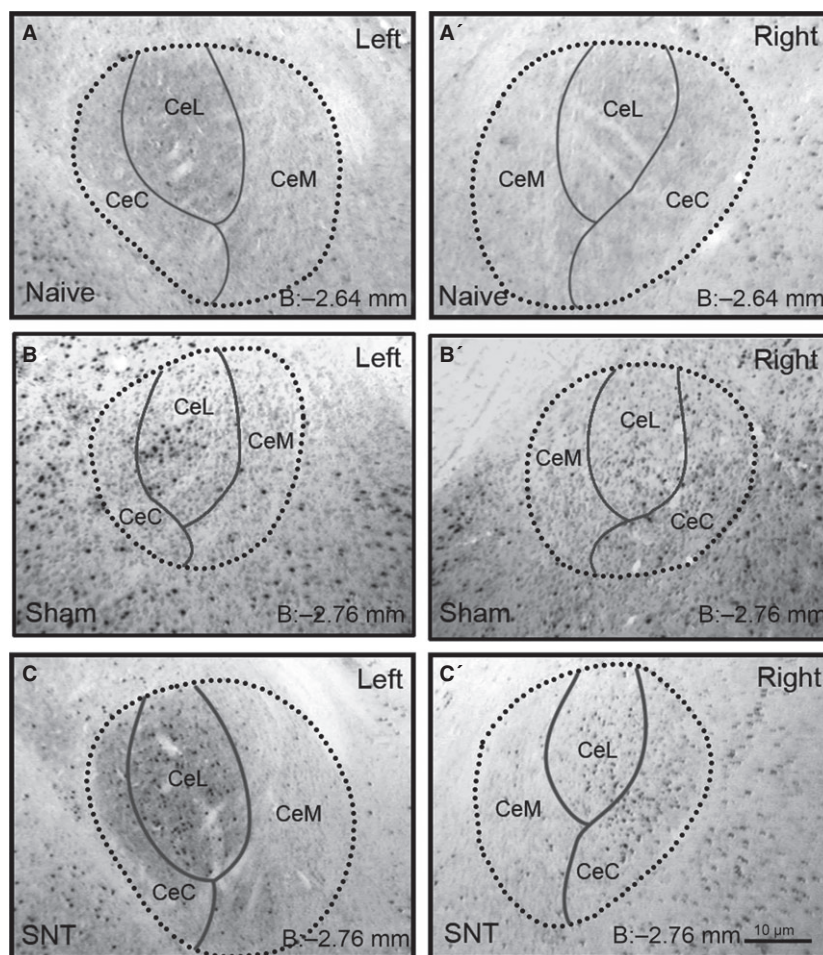 A
Left
CeL
CeM
CeC
Naive
B:–2.64 mm
A´
Right
CeL
CeM
CeC
Naive
B:–2.64 mm
B
Left
CeL
CeM
CeC
Sham
B:–2.76 mm
B´
Right
CeL
CeM
CeC
Sham
B:–2.76 mm
C
Left
CeL
CeM
CeC
SNT
B:–2.76 mm
C´
Right
CeL
CeM
CeC
SNT
B:–2.76 mm
10 µm